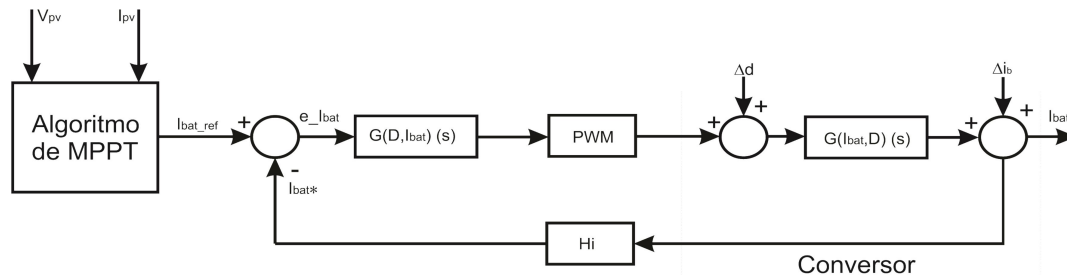 Vpv
Ipv
Algoritmo
de MPPT
Ibat_ref
+
-
Ibat*
e_Ibat
G(D,Ibat) (s)
PWM
+
Δd
+
G(Ibat,D) (s)
+
Δib
+
Ibat
Hi
Conversor